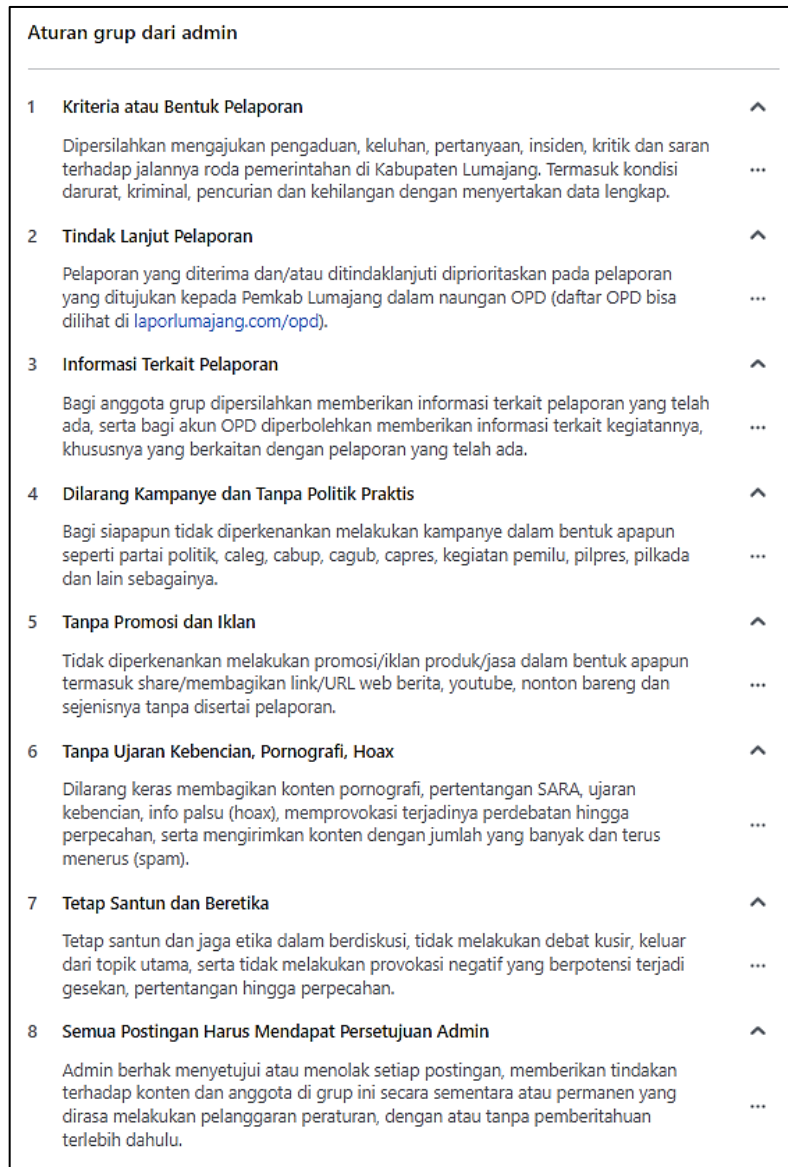 Aturan grup dari admin
1 Kriteria atau Bentuk Pelaporan
Dipersilahkan mengajukan pengaduan, keluhan, pertanyaan, insiden, kritik dan saran
terhadap jalannya roda pemerintahan di Kabupaten Lumajang. Termasuk kondisi
darurat, kriminal, pencurian dan kehilangan dengan menyertakan data lengkap.
2 Tindak Lanjut Pelaporan
Pelaporan yang diterima dan/atau ditindaklanjuti diprioritaskan pada pelaporan
yang ditujukan kepada Pemkab Lumajang dalam naungan OPD (daftar OPD bisa
dilihat di laporlumajang.com/opd).
3 Informasi Terkait Pelaporan
Bagi anggota grup dipersilahkan memberikan informasi terkait pelaporan yang telah
ada, serta bagi akun OPD diperbolehkan memberikan informasi terkait kegiatannya,
khususnya yang berkaitan dengan pelaporan yang telah ada.
4 Dilarang Kampanye dan Tanpa Politik Praktis
Bagi siapapun tidak diperkenankan melakukan kampanye dalam bentuk apapun
seperti partai politik, caleg, cabup, cagub, capres, kegiatan pemilu, pilpres, pilkada
dan lain sebagainya.
5 Tanpa Promosi dan Iklan
Tidak diperkenankan melakukan promosi/iklan produk/jasa dalam bentuk apapun
termasuk share/membagikan link/URL web berita, youtube, nonton bareng dan
sejenisnya tanpa disertai pelaporan.
6 Tanpa Ujaran Kebencian, Pornografi, Hoax
Dilarang keras membagikan konten pornografi, pertentangan SARA, ujaran
kebencian, info palsu (hoax), memprovokasi terjadinya perdebatan hingga
perpecahan, serta mengirimkan konten dengan jumlah yang banyak dan terus
menerus (spam).
7 Tetap Santun dan Beretika
Tetap santun dan jaga etika dalam berdiskusi, tidak melakukan debat kusir, keluar
dari topik utama, serta tidak melakukan provokasi negatif yang berpotensi terjadi
gesekan, pertentangan hingga perpecahan.
8 Semua Postingan Harus Mendapat Persetujuan Admin
Admin berhak menyetujui atau menolak setiap postingan, memberikan tindakan
terhadap konten dan anggota di grup ini secara sementara atau permanen yang
dirasa melakukan pelanggaran peraturan, dengan atau tanpa pemberitahuan
terlebih dahulu.